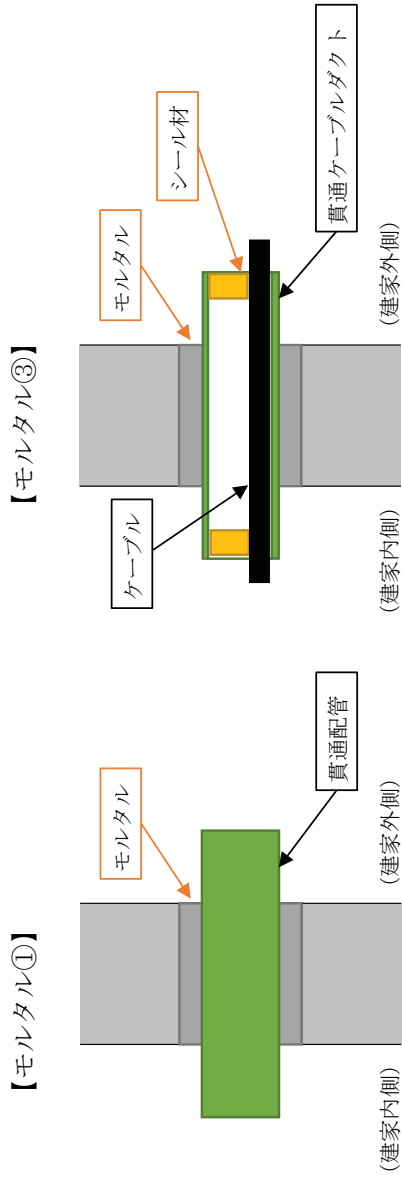 【モルタル①】
モルタル
貫通配管
(建家内側)
(建家外側)
【モルタル③】
ケーブル
モルタル
シール材
貫通ケーブルダクト
(建家内側)
(建家外側)